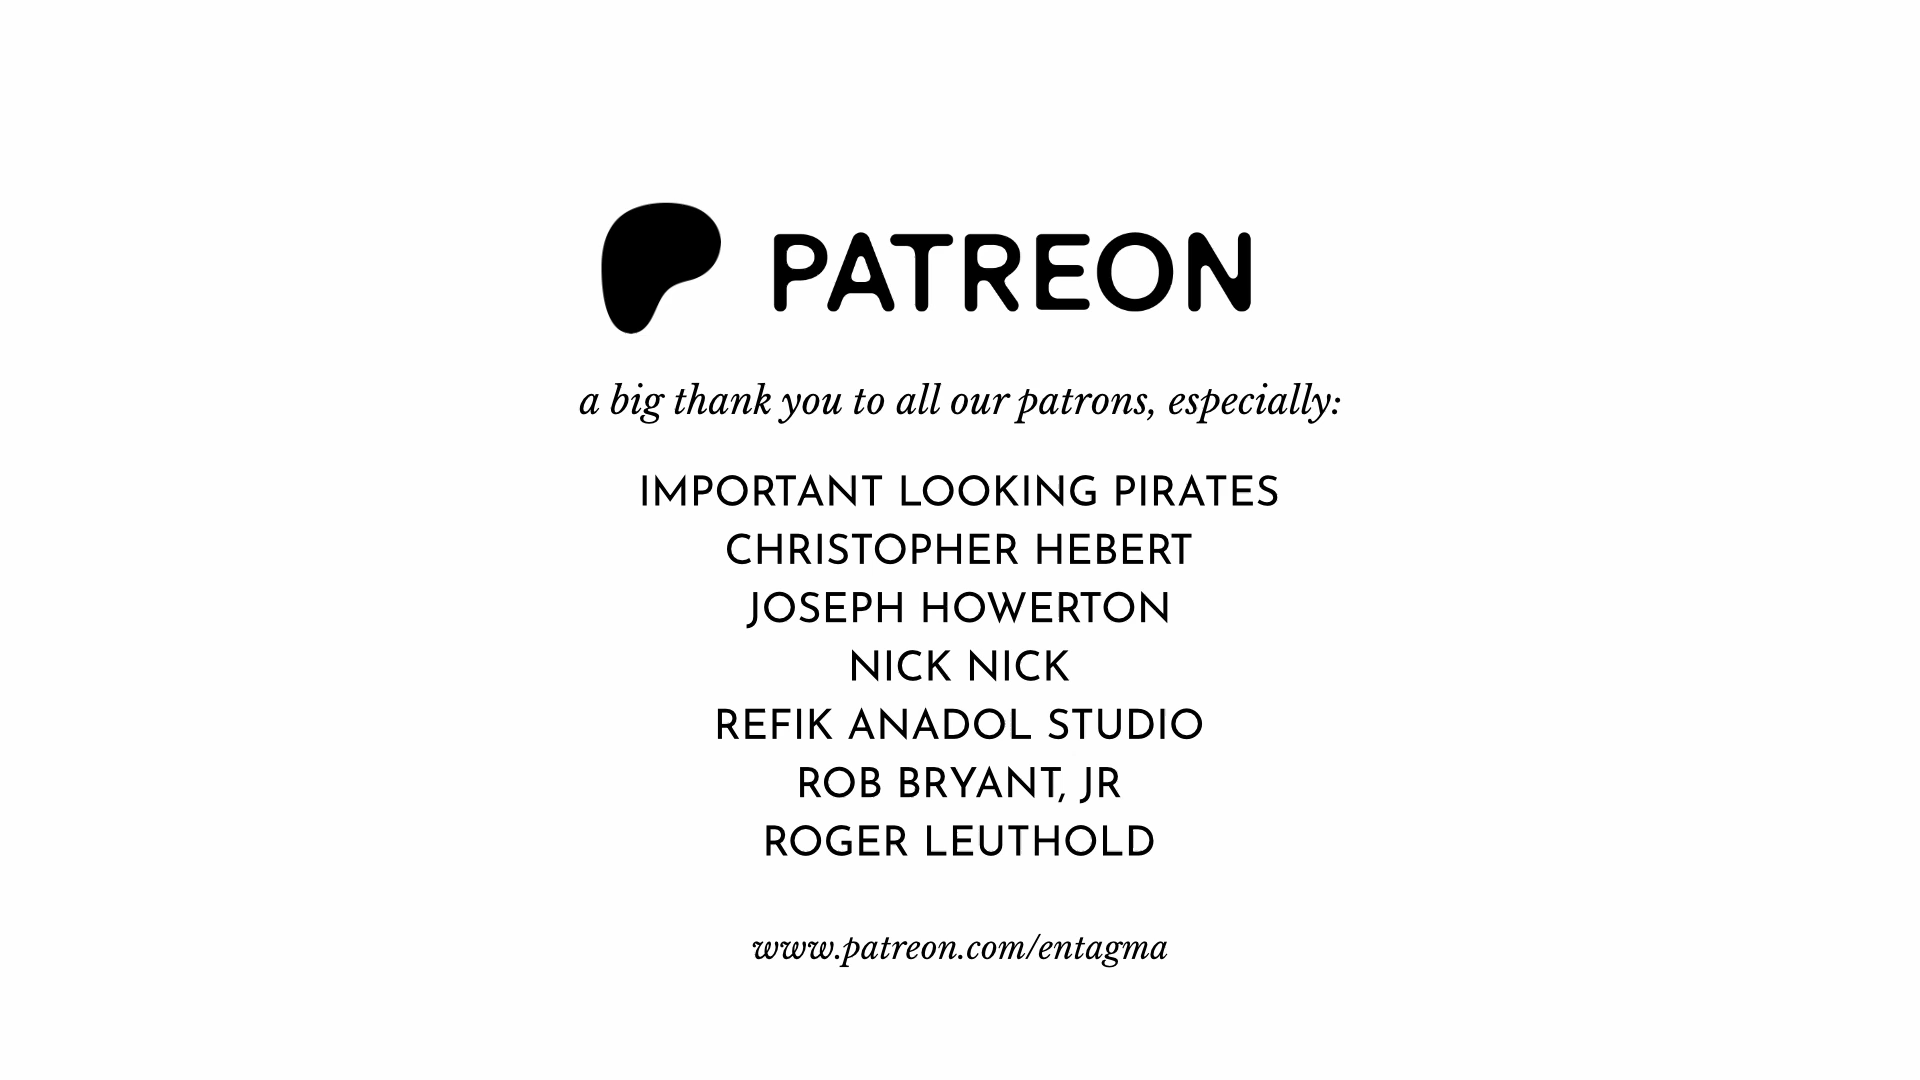 PATREON
a big thank you to all our patrons, especially:
IMPORTANT LOOKING PIRATES
CHRISTOPHER HEBERT
JOSEPH HOWERTON
NICK NICK
REFIK ANADOL STUDIO
ROB BRYANT, JR
ROGER LEUTHOLD
www.patreon.com/entagma